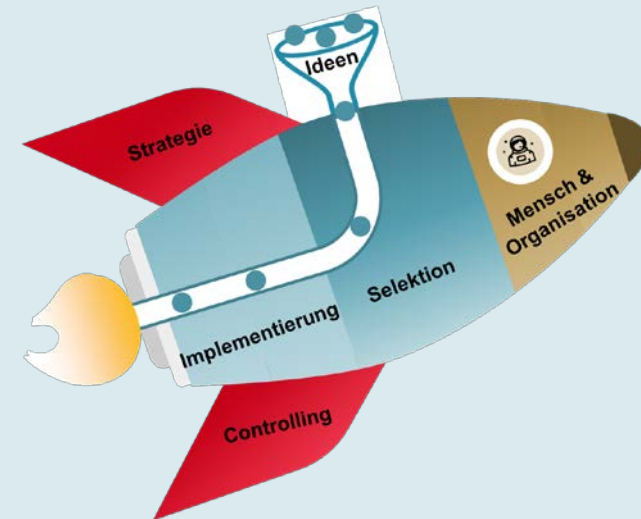 Ideen
Strategie
Mensch &
Organisation
Selektion
Implementierung
Controlling